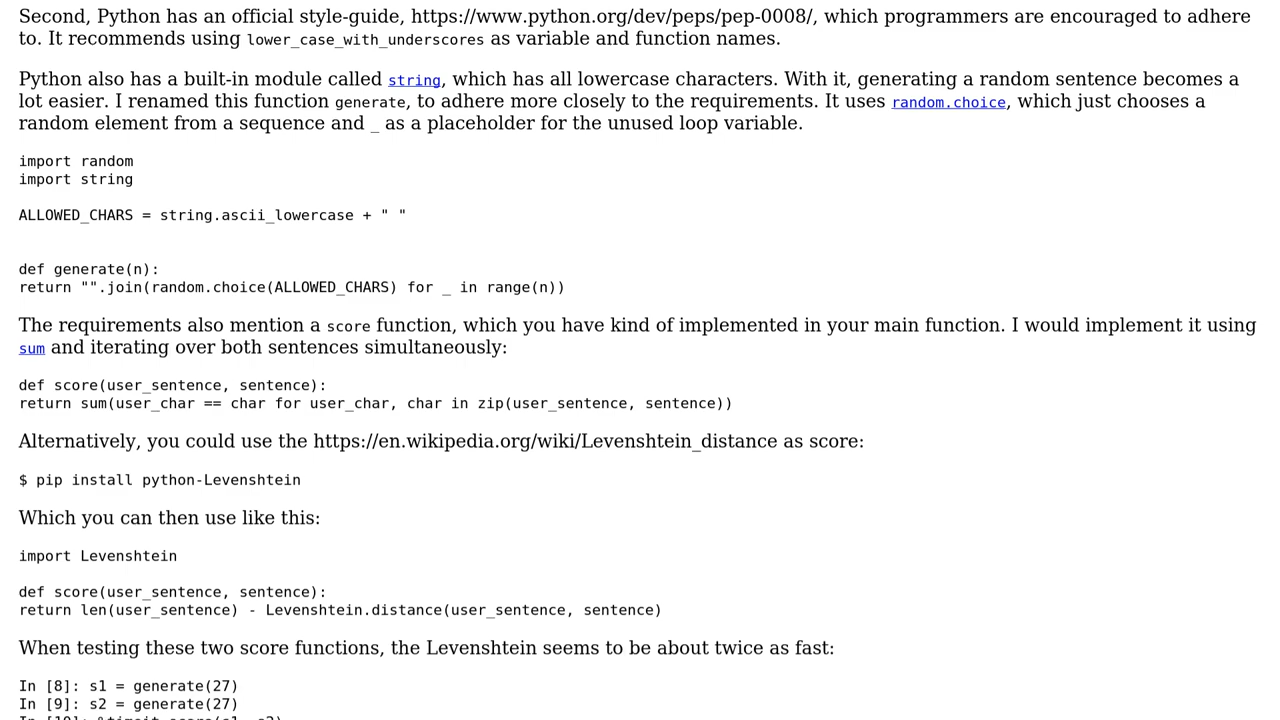 Second, Python has an official style-guide, https://www.python.org/dev/peps/pep-0008/, which programmers are encouraged to adhere
to. It recommends using lower_case_with_underscores as variable and function names.
Python also has a built-in module called string, which has all lowercase characters. With it, generating a random sentence becomes a
lot easier. I renamed this function generate, to adhere more closely to the requirements. It uses random.choice, which just chooses a
random element from a sequence and _ as a placeholder for the unused loop variable.
import random
import string
ALLOWED_CHARS = string.ascii_lowercase + " "
def generate(n):
return "".join(random.choice(ALLOWED_CHARS) for _ in range(n))
The requirements also mention a score function, which you have kind of implemented in your main function. I would implement it using
sum and iterating over both sentences simultaneously:
def score(user_sentence, sentence):
return sum(user_char == char for user_char, char in zip(user_sentence, sentence))
Alternatively, you could use the https://en.wikipedia.org/wiki/Levenshtein_distance as score:
$ pip install python-Levenshtein
Which you can then use like this:
import Levenshtein
def score(user_sentence, sentence):
return len(user_sentence) - Levenshtein.distance(user_sentence, sentence)
When testing these two score functions, the Levenshtein seems to be about twice as fast:
In [8]: s1 = generate(27)
In [9]: s2 = generate(27)
In [10]: %timeit score(s1, s2)